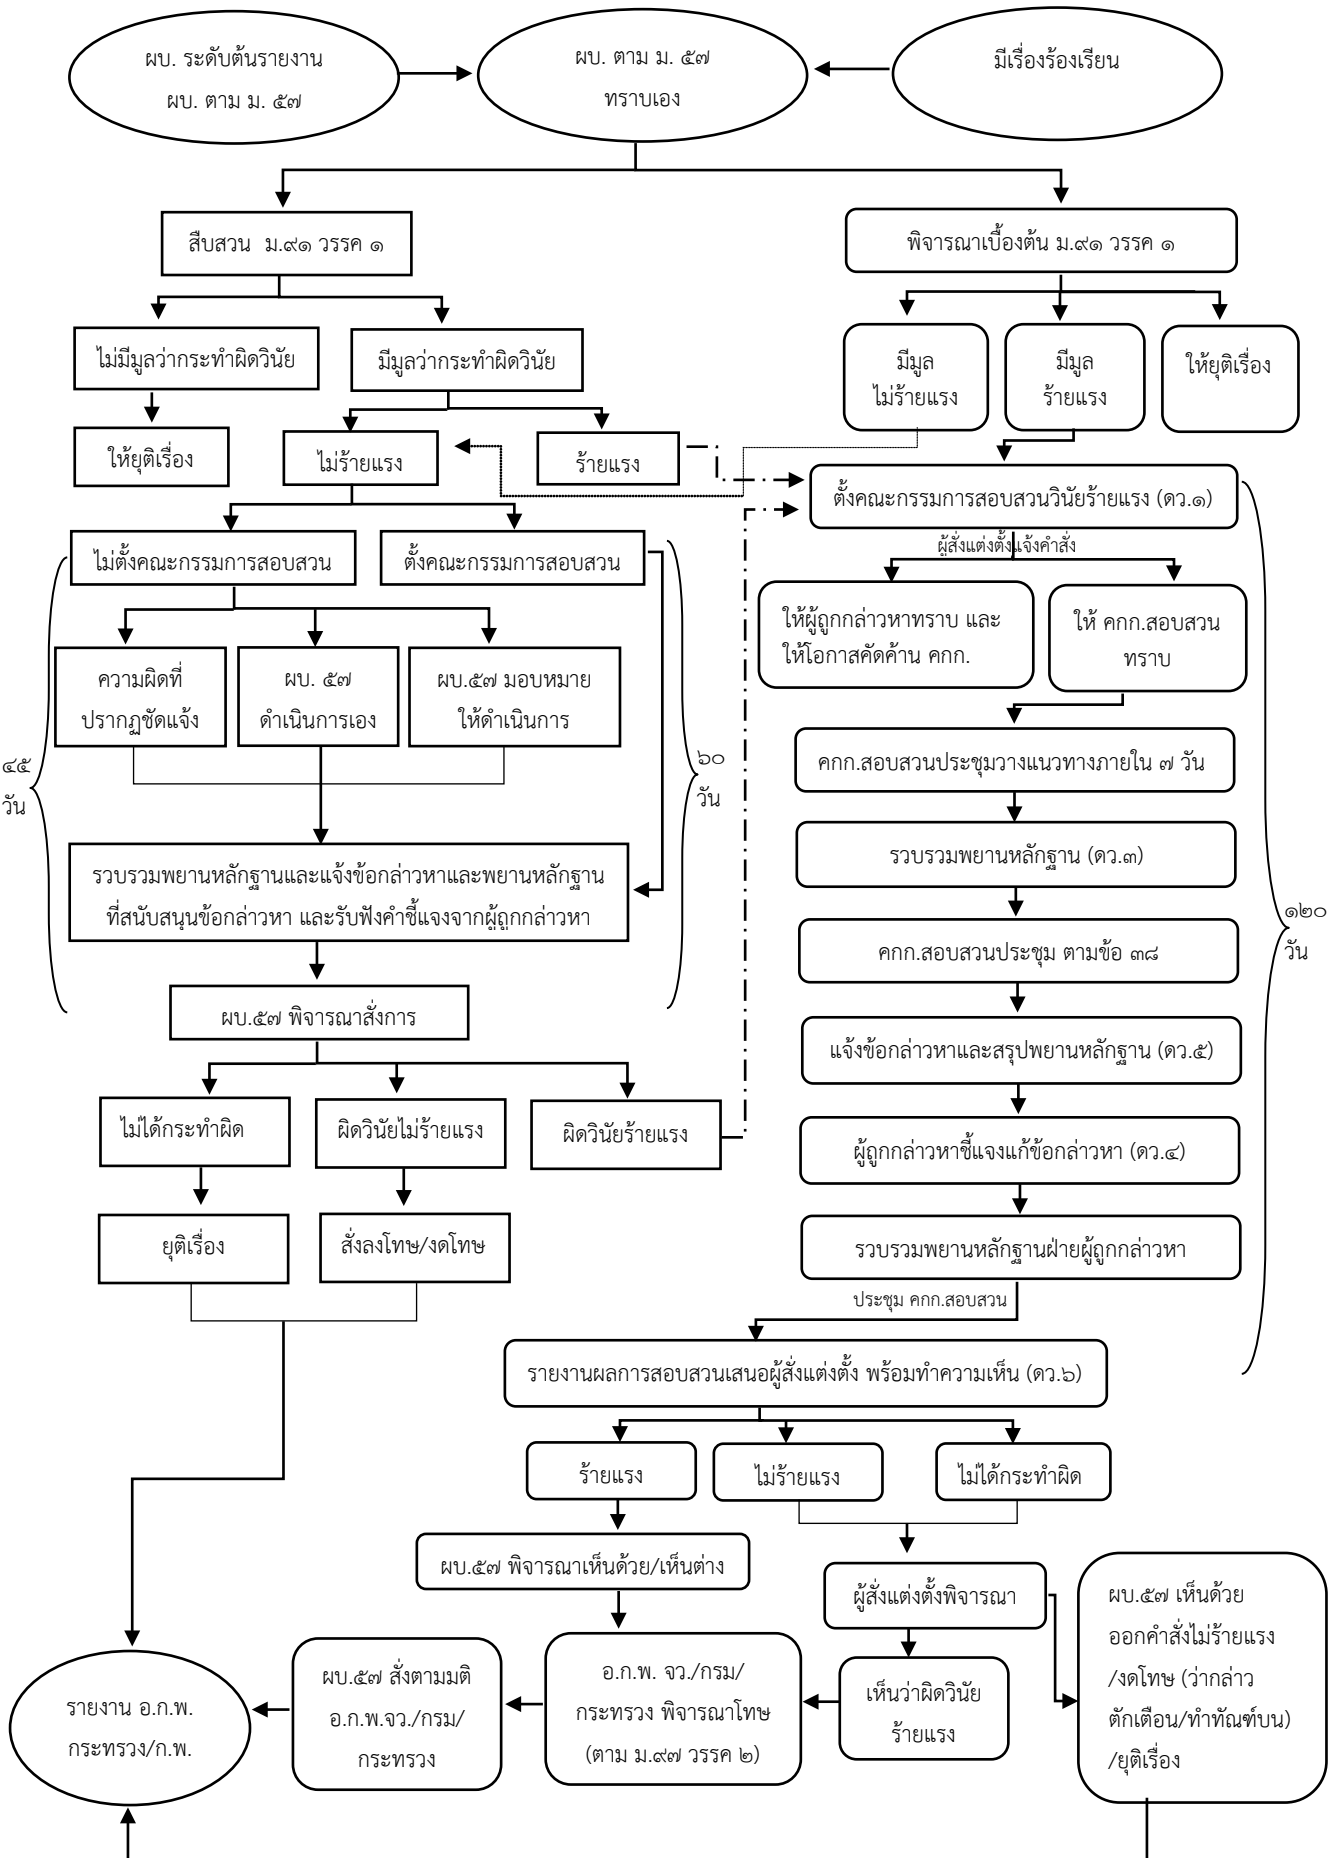 ผบ. ระดับต้นรายงาน
ผบ. ตาม ม. ๕๗
ผบ. ตาม ม. ๕๗
ทราบเอง
มีเรื่องร้องเรียน
สืบสวน ม.๙๑ วรรค ๑
พิจารณาเบื้องต้น ม.๙๑ วรรค ๑
ไม่มีมูลว่ากระทำผิดวินัย
มีมูลว่ากระทำผิดวินัย
มีมูล
ไม่ร้ายแรง
มีมูล
ร้ายแรง
ให้ยุติเรื่อง
ให้ยุติเรื่อง
ไม่ร้ายแรง
ร้ายแรง
ตั้งคณะกรรมการสอบสวนวินัยร้ายแรง (ดว.๑)
ผู้สั่งแต่งตั้งแจ้งคำสั่ง
ไม่ตั้งคณะกรรมการสอบสวน
ตั้งคณะกรรมการสอบสวน
ให้ผู้ถูกกล่าวหาทราบ และ
ให้โอกาสคัดค้าน คกก.
ให้ คกก.สอบสวน
ทราบ
ความผิดที่
ปรากฏชัดแจ้ง
ผบ. ๕๗
ดำเนินการเอง
ผบ.๕๗ มอบหมาย
ให้ดำเนินการ
๔๕
วัน
๖๐
วัน
คกก.สอบสวนประชุมวางแนวทางภายใน ๗ วัน
รวบรวมพยานหลักฐาน (ดว.๓)
รวบรวมพยานหลักฐานและแจ้งข้อกล่าวหาและพยานหลักฐาน
ที่สนับสนุนข้อกล่าวหา และรับฟังคำชี้แจงจากผู้ถูกกล่าวหา
คกก.สอบสวนประชุม ตามข้อ ๓๘
๑๒๐
วัน
ผบ.๕๗ พิจารณาสั่งการ
แจ้งข้อกล่าวหาและสรุปพยานหลักฐาน (ดว.๕)
ไม่ได้กระทำผิด
ผิดวินัยไม่ร้ายแรง
ผิดวินัยร้ายแรง
ผู้ถูกกล่าวหาชี้แจงแก้ข้อกล่าวหา (ดว.๔)
ยุติเรื่อง
สั่งลงโทษ/งดโทษ
รวบรวมพยานหลักฐานฝ่ายผู้ถูกกล่าวหา
ประชุม คกก.สอบสวน
รายงานผลการสอบสวนเสนอผู้สั่งแต่งตั้ง พร้อมทำความเห็น (ดว.๖)
ร้ายแรง
ไม่ร้ายแรง
ไม่ได้กระทำผิด
ผบ.๕๗ พิจารณาเห็นด้วย/เห็นต่าง
ผู้สั่งแต่งตั้งพิจารณา
ผบ.๕๗ เห็นด้วย
ออกคำสั่งไม่ร้ายแรง
/งดโทษ (ว่ากล่าว
ตักเตือน/ทำทัณฑ์บน)
/ยุติเรื่อง
รายงาน อ.ก.พ.
กระทรวง/ก.พ.
ผบ.๕๗ สั่งตามมติ
อ.ก.พ.จว./กรม/
กระทรวง
อ.ก.พ. จว./กรม/
กระทรวง พิจารณาโทษ
(ตาม ม.๙๗ วรรค ๒)
เห็นว่าผิดวินัย
ร้ายแรง